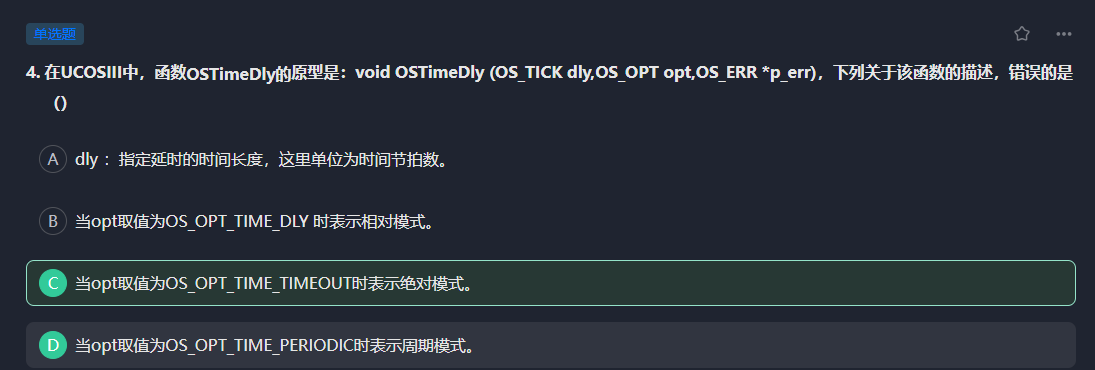 单选题
4. 在UCOSIII中，函数OSTimeDly的原型是：void OSTimeDly (OS_TICK dly,OS_OPT opt,OS_ERR *p_err)，下列关于该函数的描述，错误的是
()
A dly ：指定延时的时间长度，这里单位为时间节拍数。
B 当opt取值为OS_OPT_TIME_DLY 时表示相对模式。
C 当opt取值为OS_OPT_TIME_TIMEOUT时表示绝对模式。
D 当opt取值为OS_OPT_TIME_PERIODIC时表示周期模式。